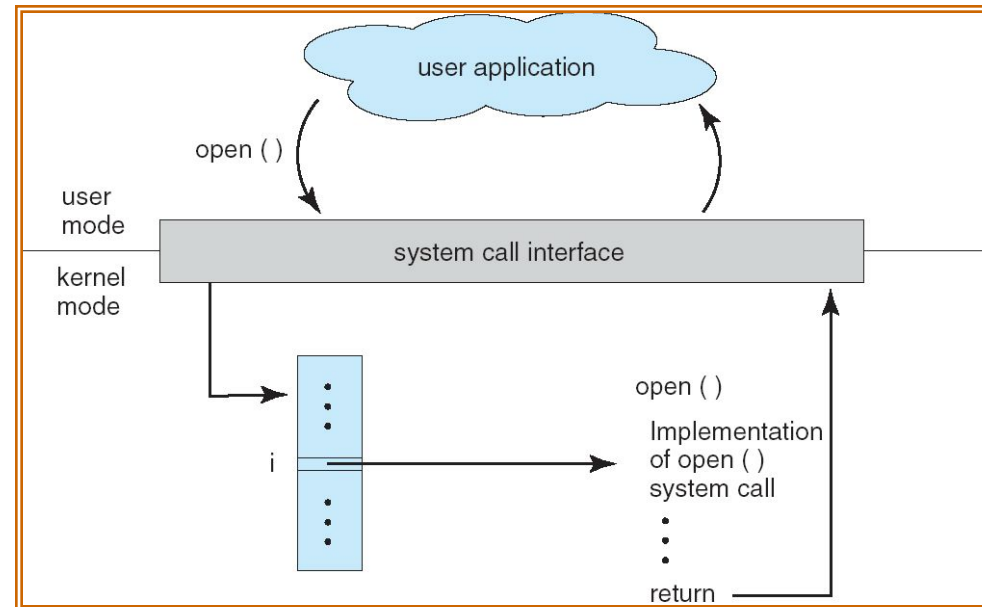 user application
open ( )
user
mode
system call interface
kernel
mode
open ( )
Implementation
of open ( )
system call
i
return